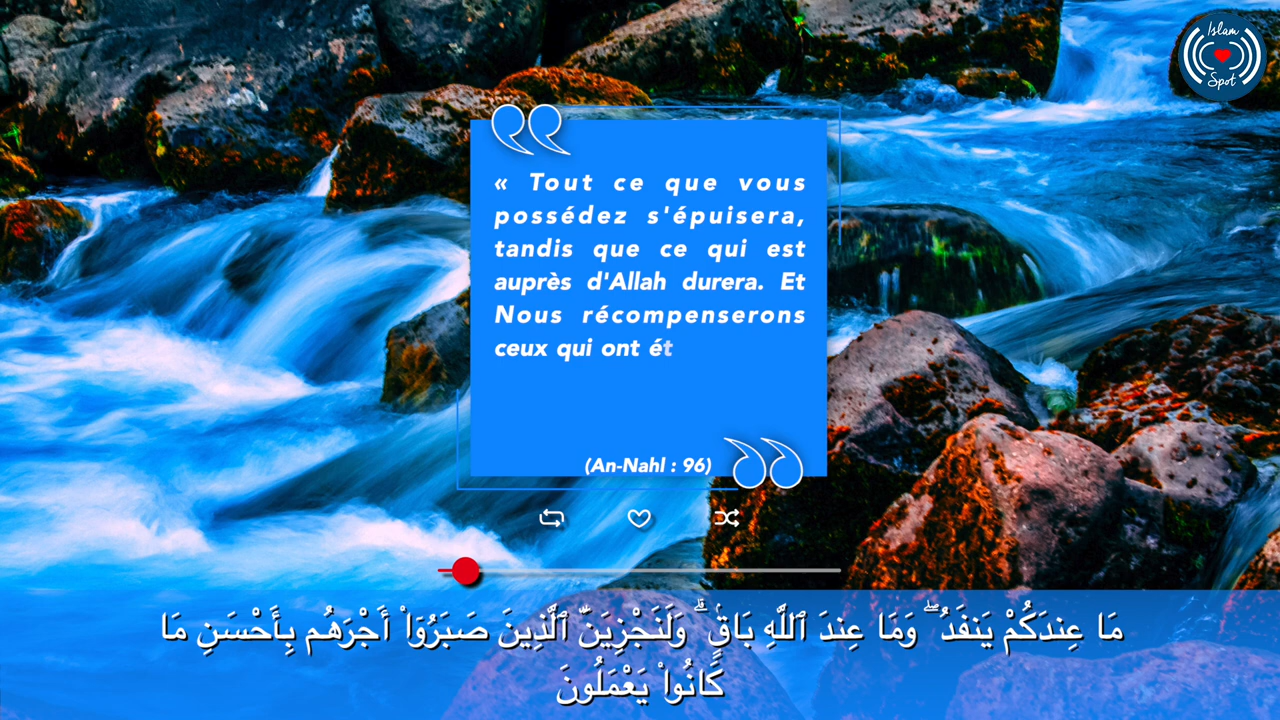 Islam
Spot
« Tout ce que vous
possédez s'épuisera,
tandis que ce qui est
auprès d'Allah durera. Et
Nous récompenserons
ceux qui ont ét
(An-Nahl : 96)
مَا عِندَكُمْ يَنفَدُ ۖ وَمَا عِندَ ٱللَّهِ بَاقٍ ۗ وَلَنَجْزِيَنَّ ٱلَّذِينَ صَبَرُوٓا۟ أَجْرَهُم بِأَحْسَنِ مَا
كَانُوا۟ يَعْمَلُونَ